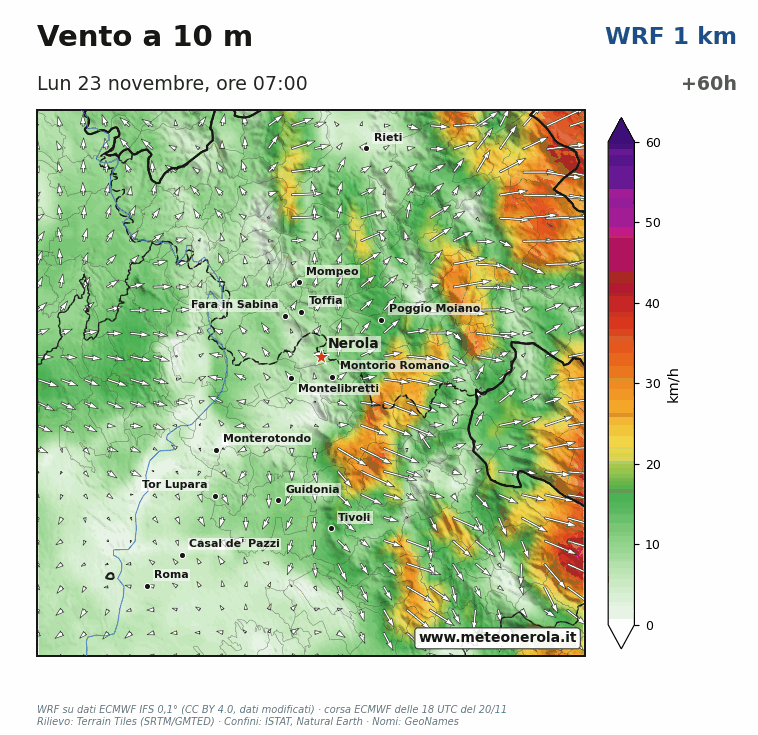 Vento a 10 m
WRF 1 km
Lun 23 novembre, ore 07:00
+60h
Rieti
Mompeo
Fara in Sabina
Toffia
Poggio Moiano
Nerola
Montorio Romano
Montelibretti
Monterotondo
Tor Lupara
Guidonia
Tivoli
Casal de' Pazzi
Roma
www.meteonerola.it
60
50
40
30
20
10
0
km/h
WRF su dati ECMWF IFS 0,1° (CC BY 4.0, dati modificati) · corsa ECMWF delle 18 UTC del 20/11
Rilievo: Terrain Tiles (SRTM/GMTED) · Confini: ISTAT, Natural Earth · Nomi: GeoNames